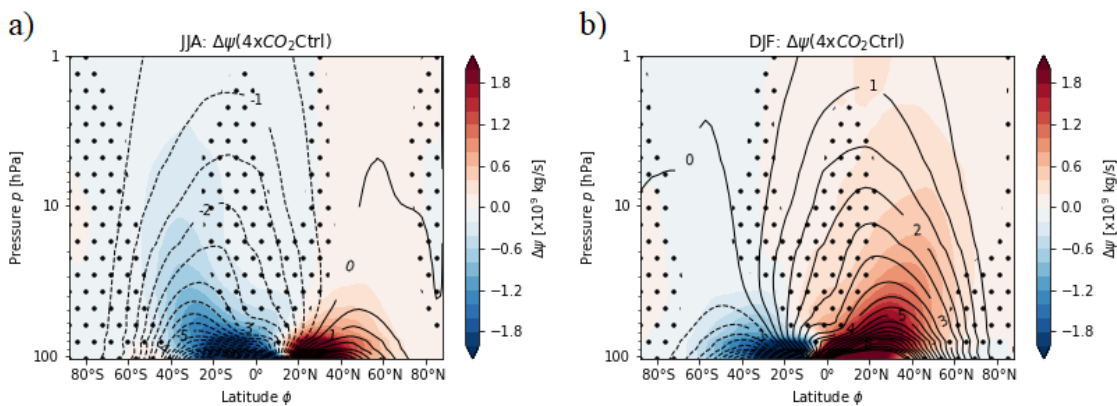 a)
JJA: Δψ(4xCO₂Ctrl)
1
10
100
Pressure p [hPa]
80°S 60°S 40°S 20°S 0° 20°N 40°N 60°N 80°N
Latitude ϕ
-1
-2
0
1.8
1.2
0.6
0.0
-0.6
-1.2
-1.8
Δψ [x10⁹ kg/s]
b)
DJF: Δψ(4xCO₂Ctrl)
1
10
100
Pressure p [hPa]
80°S 60°S 40°S 20°S 0° 20°N 40°N 60°N 80°N
Latitude ϕ
0
1
2
3
4
5
1.8
1.2
0.6
0.0
-0.6
-1.2
-1.8
Δψ [x10⁹ kg/s]